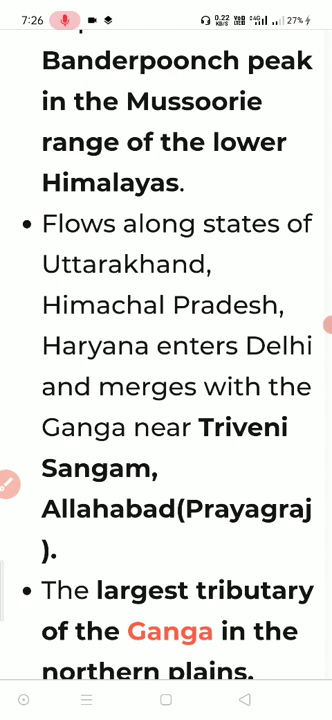 7:26
0.22 KB/S
27%
Banderpoonch peak
in the Mussoorie
range of the lower
Himalayas.
• Flows along states of
Uttarakhand,
Himachal Pradesh,
Haryana enters Delhi
and merges with the
Ganga near Triveni
Sangam,
Allahabad(Prayagraj
).
• The largest tributary
of the Ganga in the
northern plains.